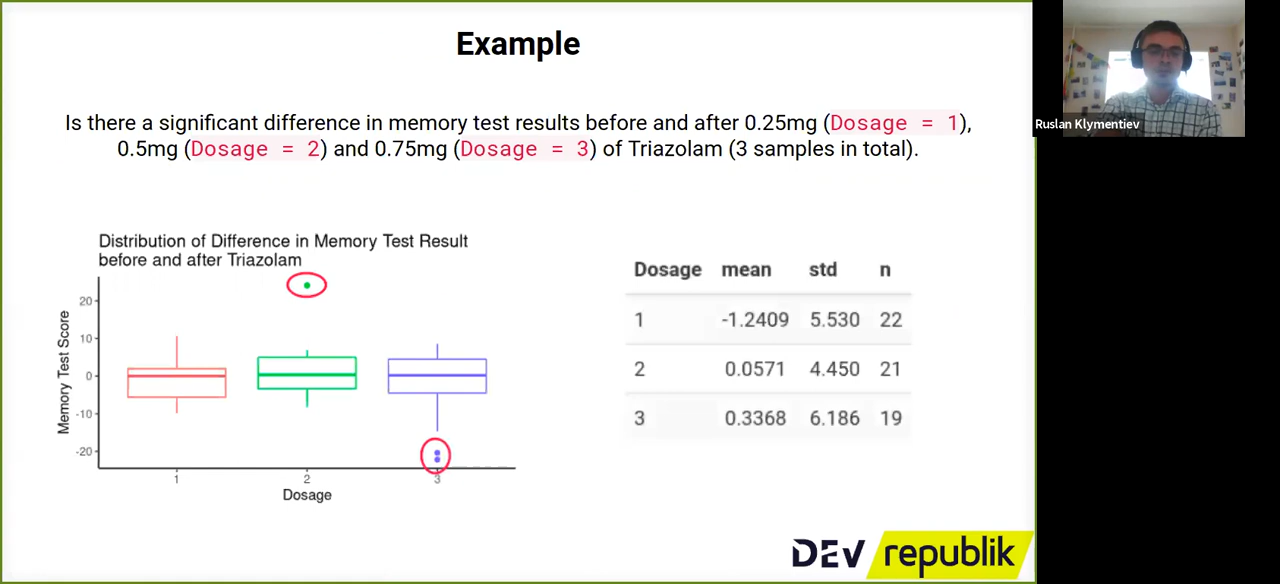 Example
Is there a significant difference in memory test results before and after 0.25mg (Dosage = 1),
0.5mg (Dosage = 2) and 0.75mg (Dosage = 3) of Triazolam (3 samples in total).
Distribution of Difference in Memory Test Result
before and after Triazolam
Memory Test Score
20
10
0
-10
-20
1 2 3
Dosage
Dosage mean std n
1 -1.2409 5.530 22
2 0.0571 4.450 21
3 0.3368 6.186 19
DEV republik
Ruslan Klymentiev